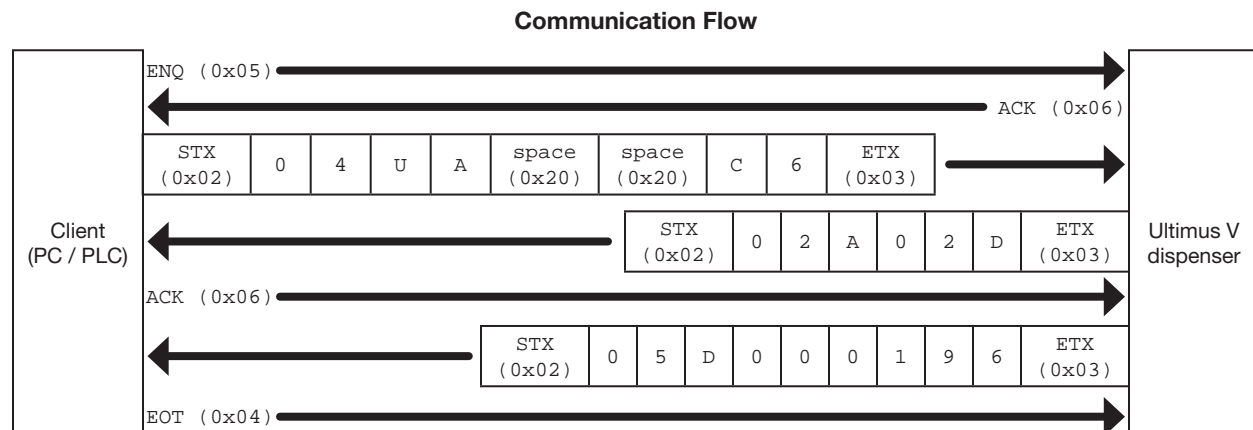 Communication Flow
ENQ (0x05)
ACK (0x06)
STX (0x02) 0 4 U A space (0x20) space (0x20) C 6 ETX (0x03)
Client (PC / PLC)
STX (0x02) 0 2 A 0 2 D ETX (0x03)
Ultimus V dispenser
ACK (0x06)
STX (0x02) 0 5 D 0 0 0 1 9 6 ETX (0x03)
EOT (0x04)